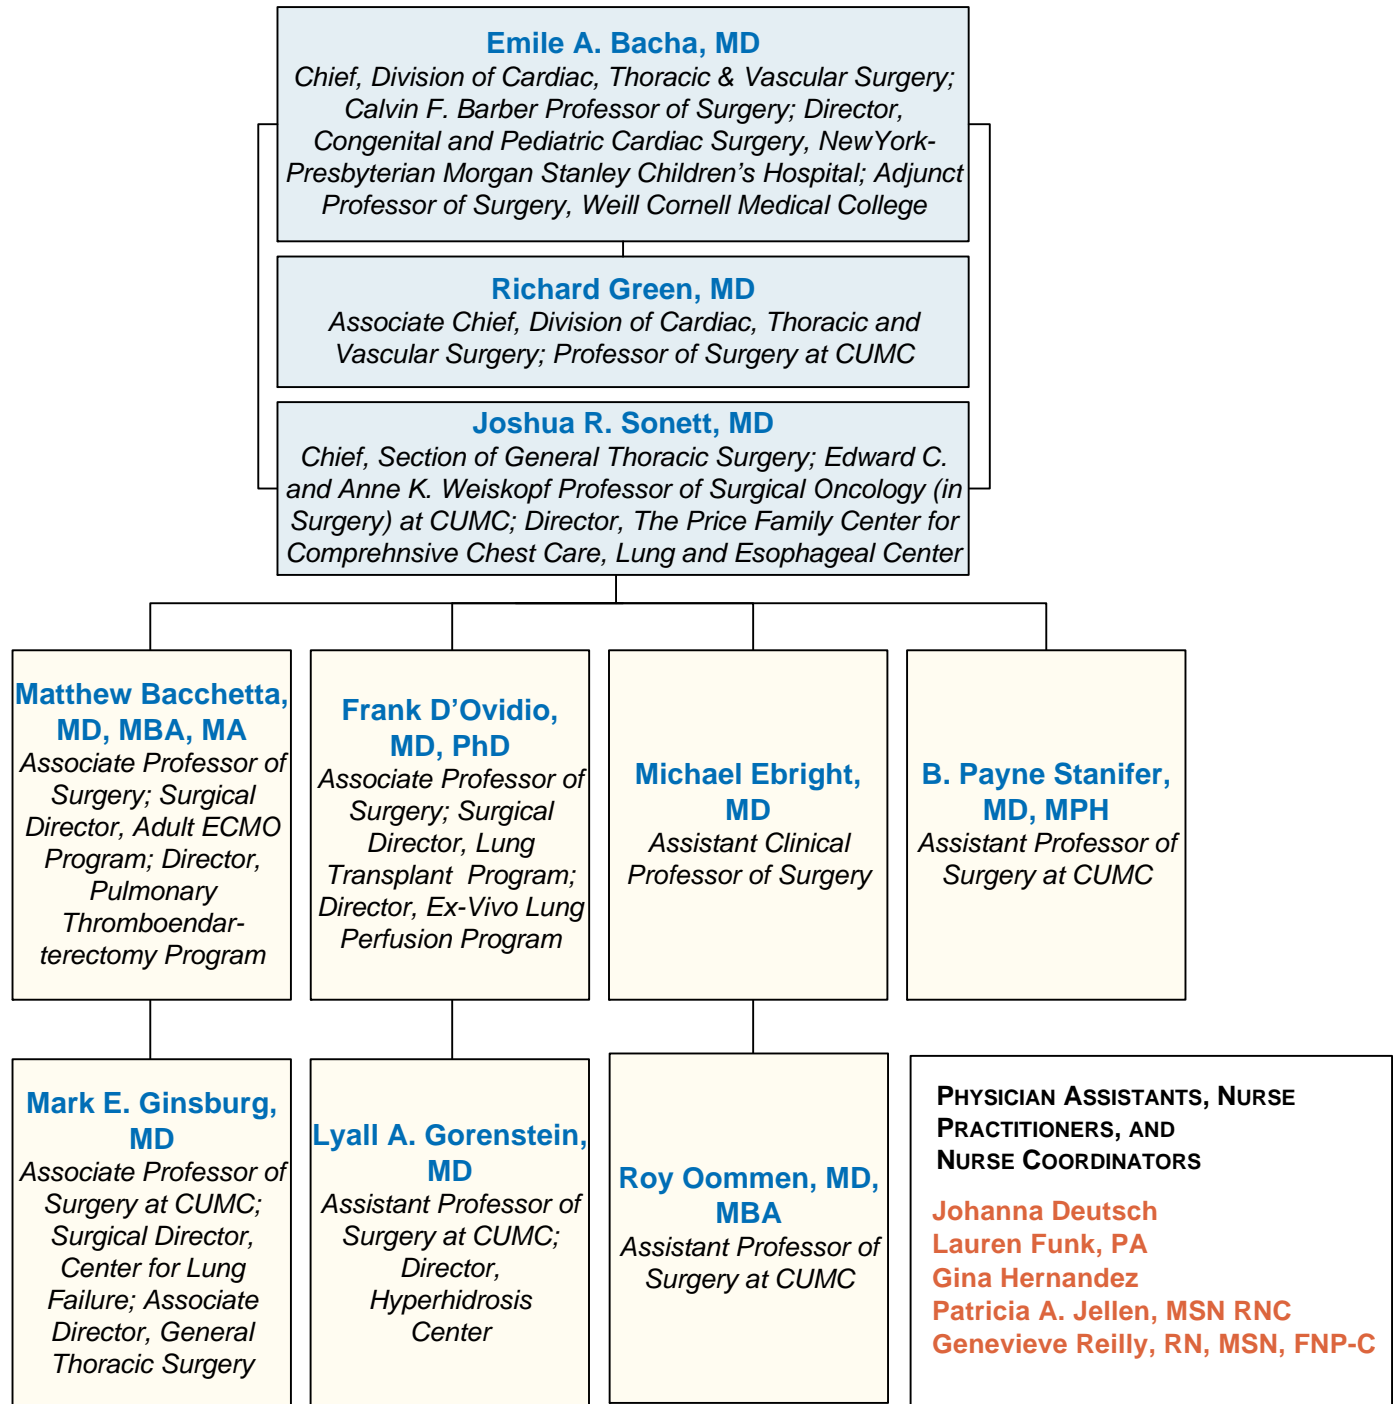 Emile A. Bacha, MD
Chief, Division of Cardiac, Thoracic & Vascular Surgery;
Calvin F. Barber Professor of Surgery; Director,
Congenital and Pediatric Cardiac Surgery, NewYork-
Presbyterian Morgan Stanley Children’s Hospital; Adjunct
Professor of Surgery, Weill Cornell Medical College
Richard Green, MD
Associate Chief, Division of Cardiac, Thoracic and
Vascular Surgery; Professor of Surgery at CUMC
Joshua R. Sonett, MD
Chief, Section of General Thoracic Surgery; Edward C.
and Anne K. Weiskopf Professor of Surgical Oncology (in
Surgery) at CUMC; Director, The Price Family Center for
Comprehnsive Chest Care, Lung and Esophageal Center
Matthew Bacchetta,
MD, MBA, MA
Associate Professor of
Surgery; Surgical
Director, Adult ECMO
Program; Director,
Pulmonary
Thromboendar-
terectomy Program
Frank D’Ovidio,
MD, PhD
Associate Professor of
Surgery; Surgical
Director, Lung
Transplant Program;
Director, Ex-Vivo Lung
Perfusion Program
Michael Ebright,
MD
Assistant Clinical
Professor of Surgery
B. Payne Stanifer,
MD, MPH
Assistant Professor of
Surgery at CUMC
Mark E. Ginsburg,
MD
Associate Professor of
Surgery at CUMC;
Surgical Director,
Center for Lung
Failure; Associate
Director, General
Thoracic Surgery
Lyall A. Gorenstein,
MD
Assistant Professor of
Surgery at CUMC;
Director,
Hyperhidrosis
Center
Roy Oommen, MD,
MBA
Assistant Professor of
Surgery at CUMC
PHYSICIAN ASSISTANTS, NURSE
PRACTITIONERS, AND
NURSE COORDINATORS
Johanna Deutsch
Lauren Funk, PA
Gina Hernandez
Patricia A. Jellen, MSN RNC
Genevieve Reilly, RN, MSN, FNP-C